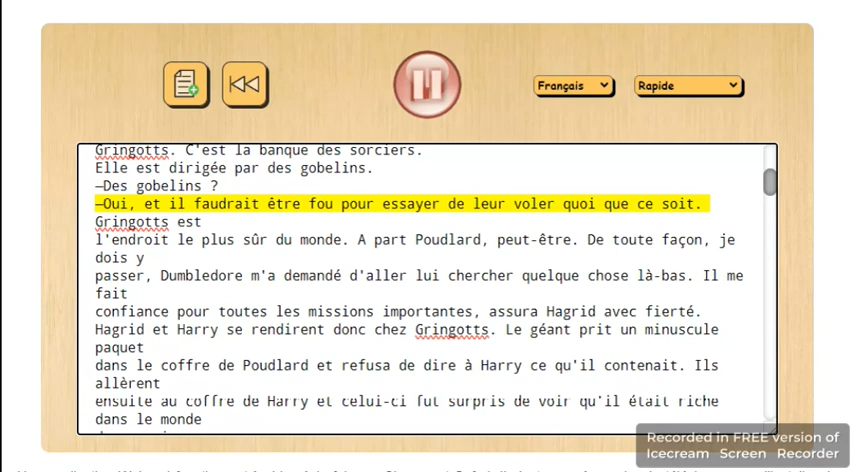 Français
Rapide
Gringotts. C'est la banque des sorciers.
Elle est dirigée par des gobelins.
–Des gobelins ?
–Oui, et il faudrait être fou pour essayer de leur voler quoi que ce soit.
Gringotts est
l'endroit le plus sûr du monde. A part Poudlard, peut-être. De toute façon, je
dois y
passer, Dumbledore m'a demandé d'aller lui chercher quelque chose là-bas. Il me
fait
confiance pour toutes les missions importantes, assura Hagrid avec fierté.
Hagrid et Harry se rendirent donc chez Gringotts. Le géant prit un minuscule
paquet
dans le coffre de Poudlard et refusa de dire à Harry ce qu'il contenait. Ils
allèrent
ensuite au coffre de Harry et celui-ci fut surpris de voir qu'il était riche
dans le monde
Recorded in FREE version of
Icecream Screen Recorder